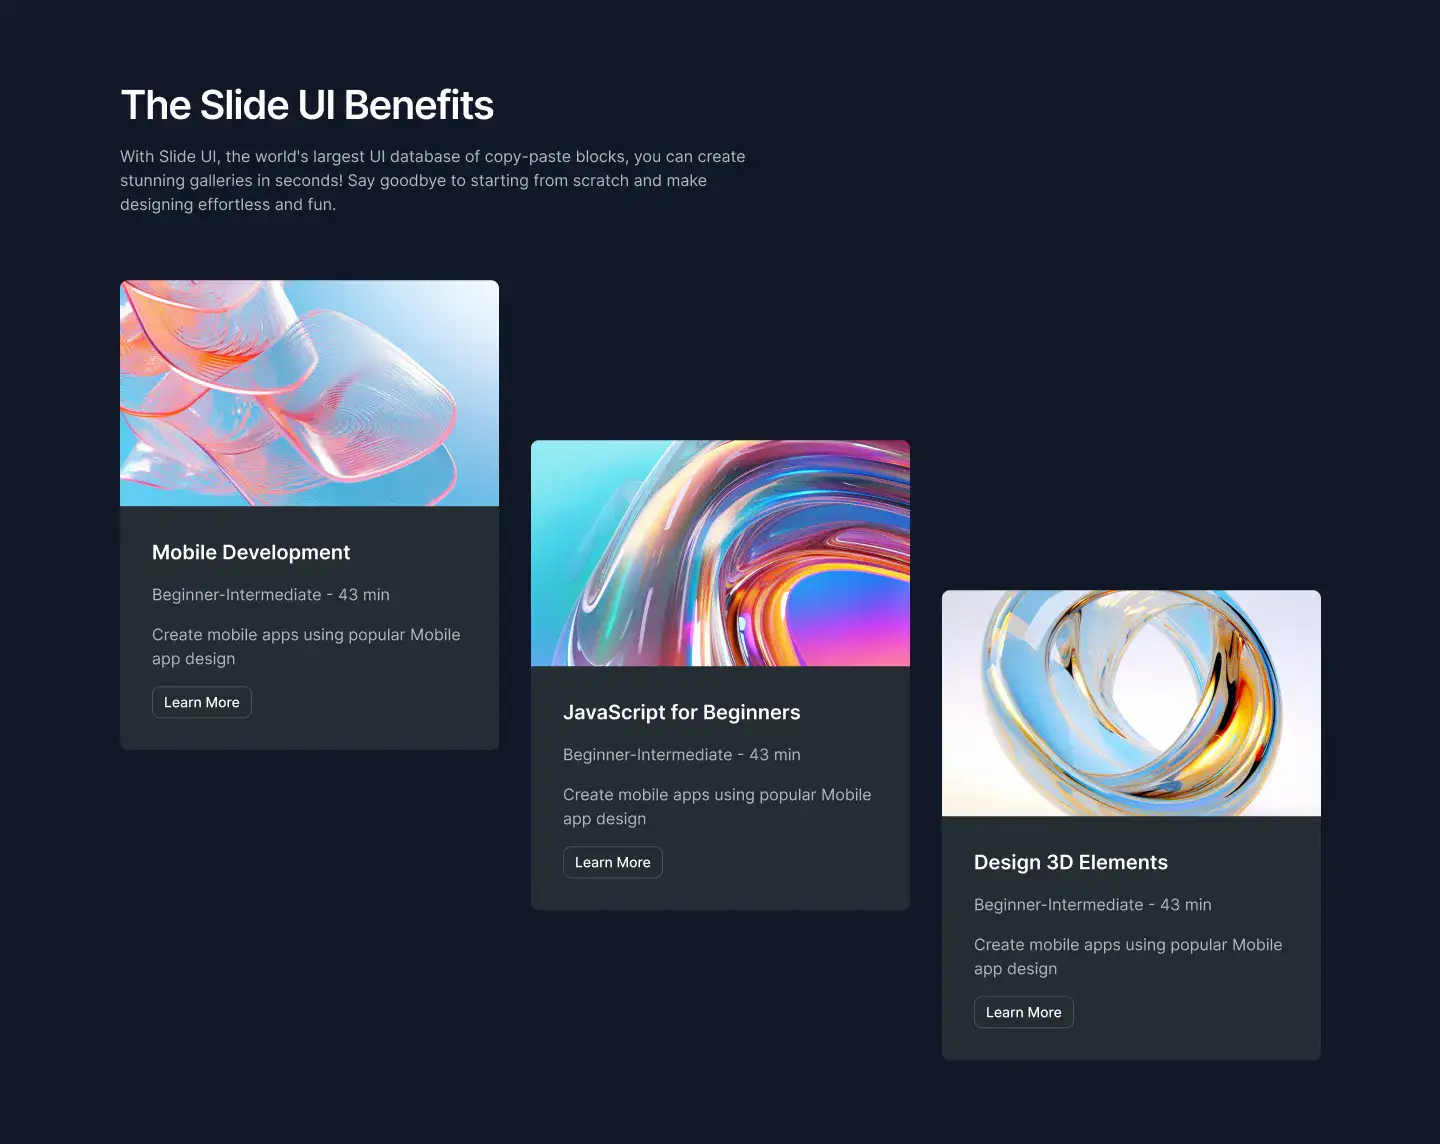 The Slide UI Benefits
With Slide UI, the world's largest UI database of copy-paste blocks, you can create
stunning galleries in seconds! Say goodbye to starting from scratch and make
designing effortless and fun.
Mobile Development
Beginner-Intermediate - 43 min
Create mobile apps using popular Mobile
app design
Learn More
JavaScript for Beginners
Beginner-Intermediate - 43 min
Create mobile apps using popular Mobile
app design
Learn More
Design 3D Elements
Beginner-Intermediate - 43 min
Create mobile apps using popular Mobile
app design
Learn More